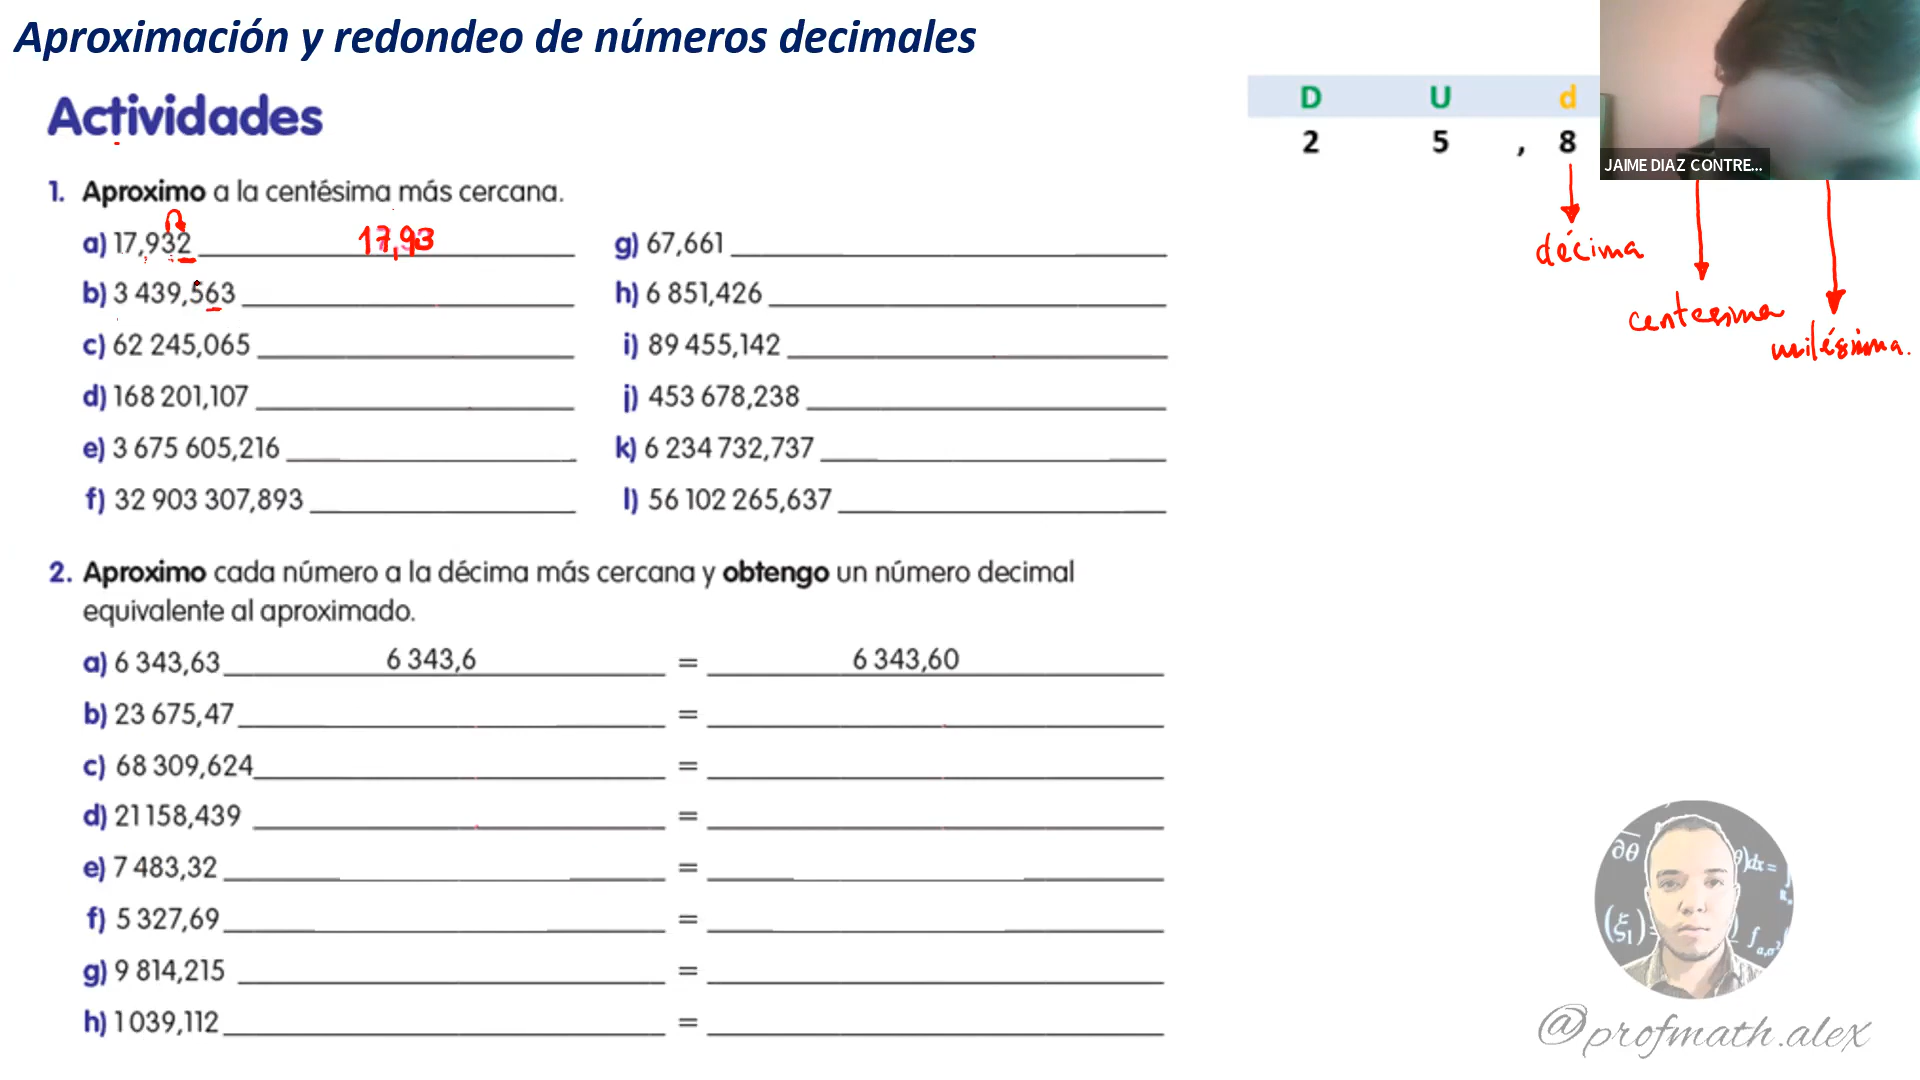 Aproximación y redondeo de números decimales
Actividades
D U d
2 5 , 8
JAIME DIAZ CONTRE...
décima
centesima
milésima.
1. Aproximo a la centésima más cercana.
a) 17,932 17,93
b) 3 439,563
c) 62 245,065
d) 168 201,107
e) 3 675 605,216
f) 32 903 307,893
g) 67,661
h) 6 851,426
i) 89 455,142
j) 453 678,238
k) 6 234 732,737
l) 56 102 265,637
2. Aproximo cada número a la décima más cercana y obtengo un número decimal
equivalente al aproximado.
a) 6 343,63 6 343,6 = 6 343,60
b) 23 675,47 =
c) 68 309,624 =
d) 21 158,439 =
e) 7 483,32 =
f) 5 327,69 =
g) 9 814,215 =
h) 1 039,112 =
@profmath.alex